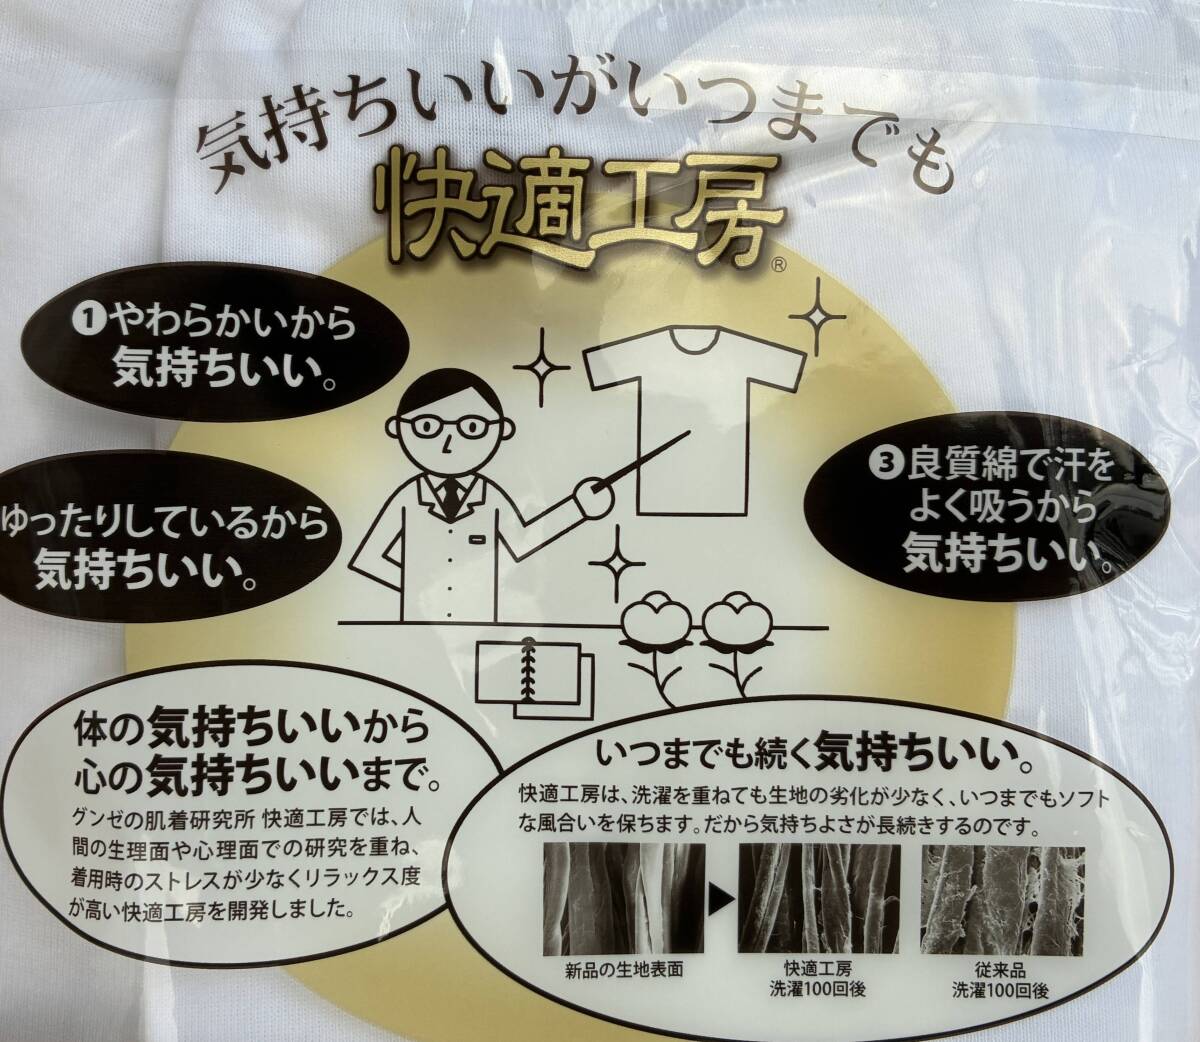 気持ちいいがいつまでも
快適工房®
❶やわらかいから
気持ちいい。
ゆったりしているから
気持ちいい。
❸良質綿で汗を
よく吸うから
気持ちいい。
体の気持ちいいから
心の気持ちいいまで。
グンゼの肌着研究所 快適工房では、人
間の生理面や心理面での研究を重ね、
着用時のストレスが少なくリラックス度
が高い快適工房を開発しました。
いつまでも続く気持ちいい。
快適工房は、洗濯を重ねても生地の劣化が少なく、いつまでもソフト
な風合いを保ちます。だから気持ちよさが長続きするのです。
新品の生地表面
快適工房
洗濯100回後
従来品
洗濯100回後